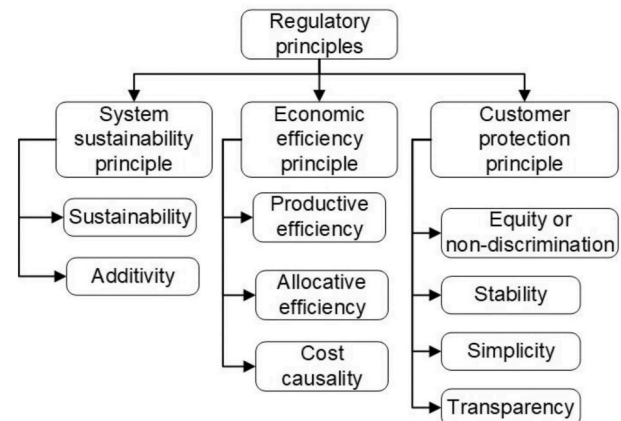 Regulatory
principles
System
sustainability
principle
Economic
efficiency
principle
Customer
protection
principle
Sustainability
Additivity
Productive
efficiency
Allocative
efficiency
Cost
causality
Equity or
non-discrimination
Stability
Simplicity
Transparency